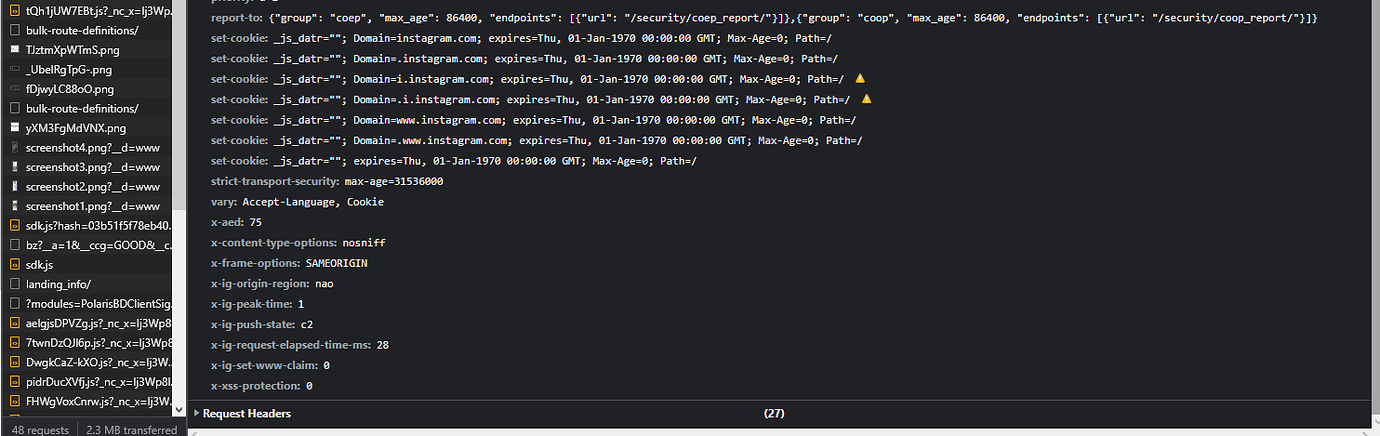 tQh1jUW7EBt.js?_nc_x=Ij3Wp.
bulk-route-definitions/
TJztmXpWTmS.png
_UbelRgTpG-.png
fDjwyLC88oO.png
bulk-route-definitions/
yXM3FgMdVNX.png
screenshot4.png?__d=www
screenshot3.png?__d=www
screenshot2.png?__d=www
screenshot1.png?__d=www
sdk.js?hash=03b51f5f78eb40.
bz?__a=1&__ccg=GOOD&__c.
sdk.js
landing_info/
?modules=PolarisBDClientSig.
aelgjsDPVZg.js?_nc_x=Ij3Wp8
7twnDzQJl6p.js?_nc_x=Ij3Wp8
DwgkCaZ-kXO.js?_nc_x=Ij3W.
pidrDucXVfj.js?_nc_x=Ij3Wp8I.
FHWgVoxCnrw.js?_nc_x=Ij3W.
48 requests
2.3 MB transferred
report-to: {"group": "coep", "max_age": 86400, "endpoints": [{"url": "/security/coep_report/"}]},{"group": "coop", "max_age": 86400, "endpoints": [{"url": "/security/coop_report/"}]}
set-cookie: _js_datr=""; Domain=instagram.com; expires=Thu, 01-Jan-1970 00:00:00 GMT; Max-Age=0; Path=/
set-cookie: _js_datr=""; Domain=.instagram.com; expires=Thu, 01-Jan-1970 00:00:00 GMT; Max-Age=0; Path=/
set-cookie: _js_datr=""; Domain=i.instagram.com; expires=Thu, 01-Jan-1970 00:00:00 GMT; Max-Age=0; Path=/
set-cookie: _js_datr=""; Domain=.i.instagram.com; expires=Thu, 01-Jan-1970 00:00:00 GMT; Max-Age=0; Path=/
set-cookie: _js_datr=""; Domain=www.instagram.com; expires=Thu, 01-Jan-1970 00:00:00 GMT; Max-Age=0; Path=/
set-cookie: _js_datr=""; Domain=.www.instagram.com; expires=Thu, 01-Jan-1970 00:00:00 GMT; Max-Age=0; Path=/
set-cookie: _js_datr=""; expires=Thu, 01-Jan-1970 00:00:00 GMT; Max-Age=0; Path=/
strict-transport-security: max-age=31536000
vary: Accept-Language, Cookie
x-aed: 75
x-content-type-options: nosniff
x-frame-options: SAMEORIGIN
x-ig-origin-region: nao
x-ig-peak-time: 1
x-ig-push-state: c2
x-ig-request-elapsed-time-ms: 28
x-ig-set-www-claim: 0
x-xss-protection: 0
Request Headers (27)